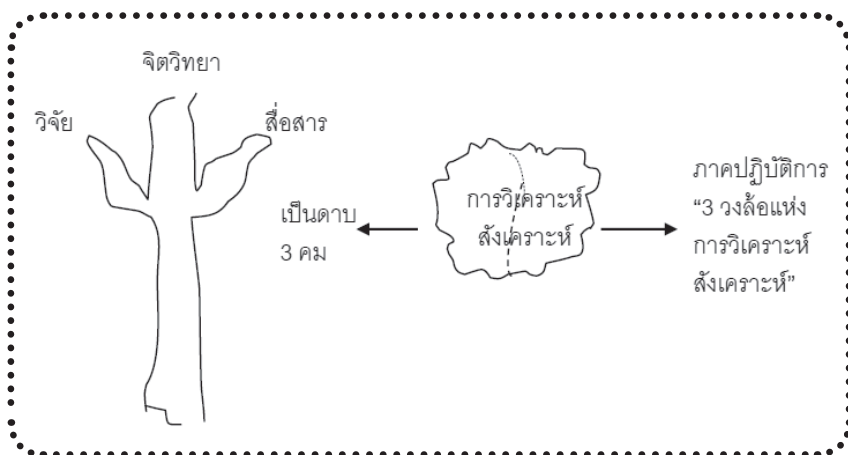 จิตวิทยา
วิจัย
สื่อสาร
เป็นดาบ
3 คม
การวิเคราะห์
สังเคราะห์
ภาคปฏิบัติการ
“3 วงล้อแห่ง
การวิเคราะห์
สังเคราะห์”